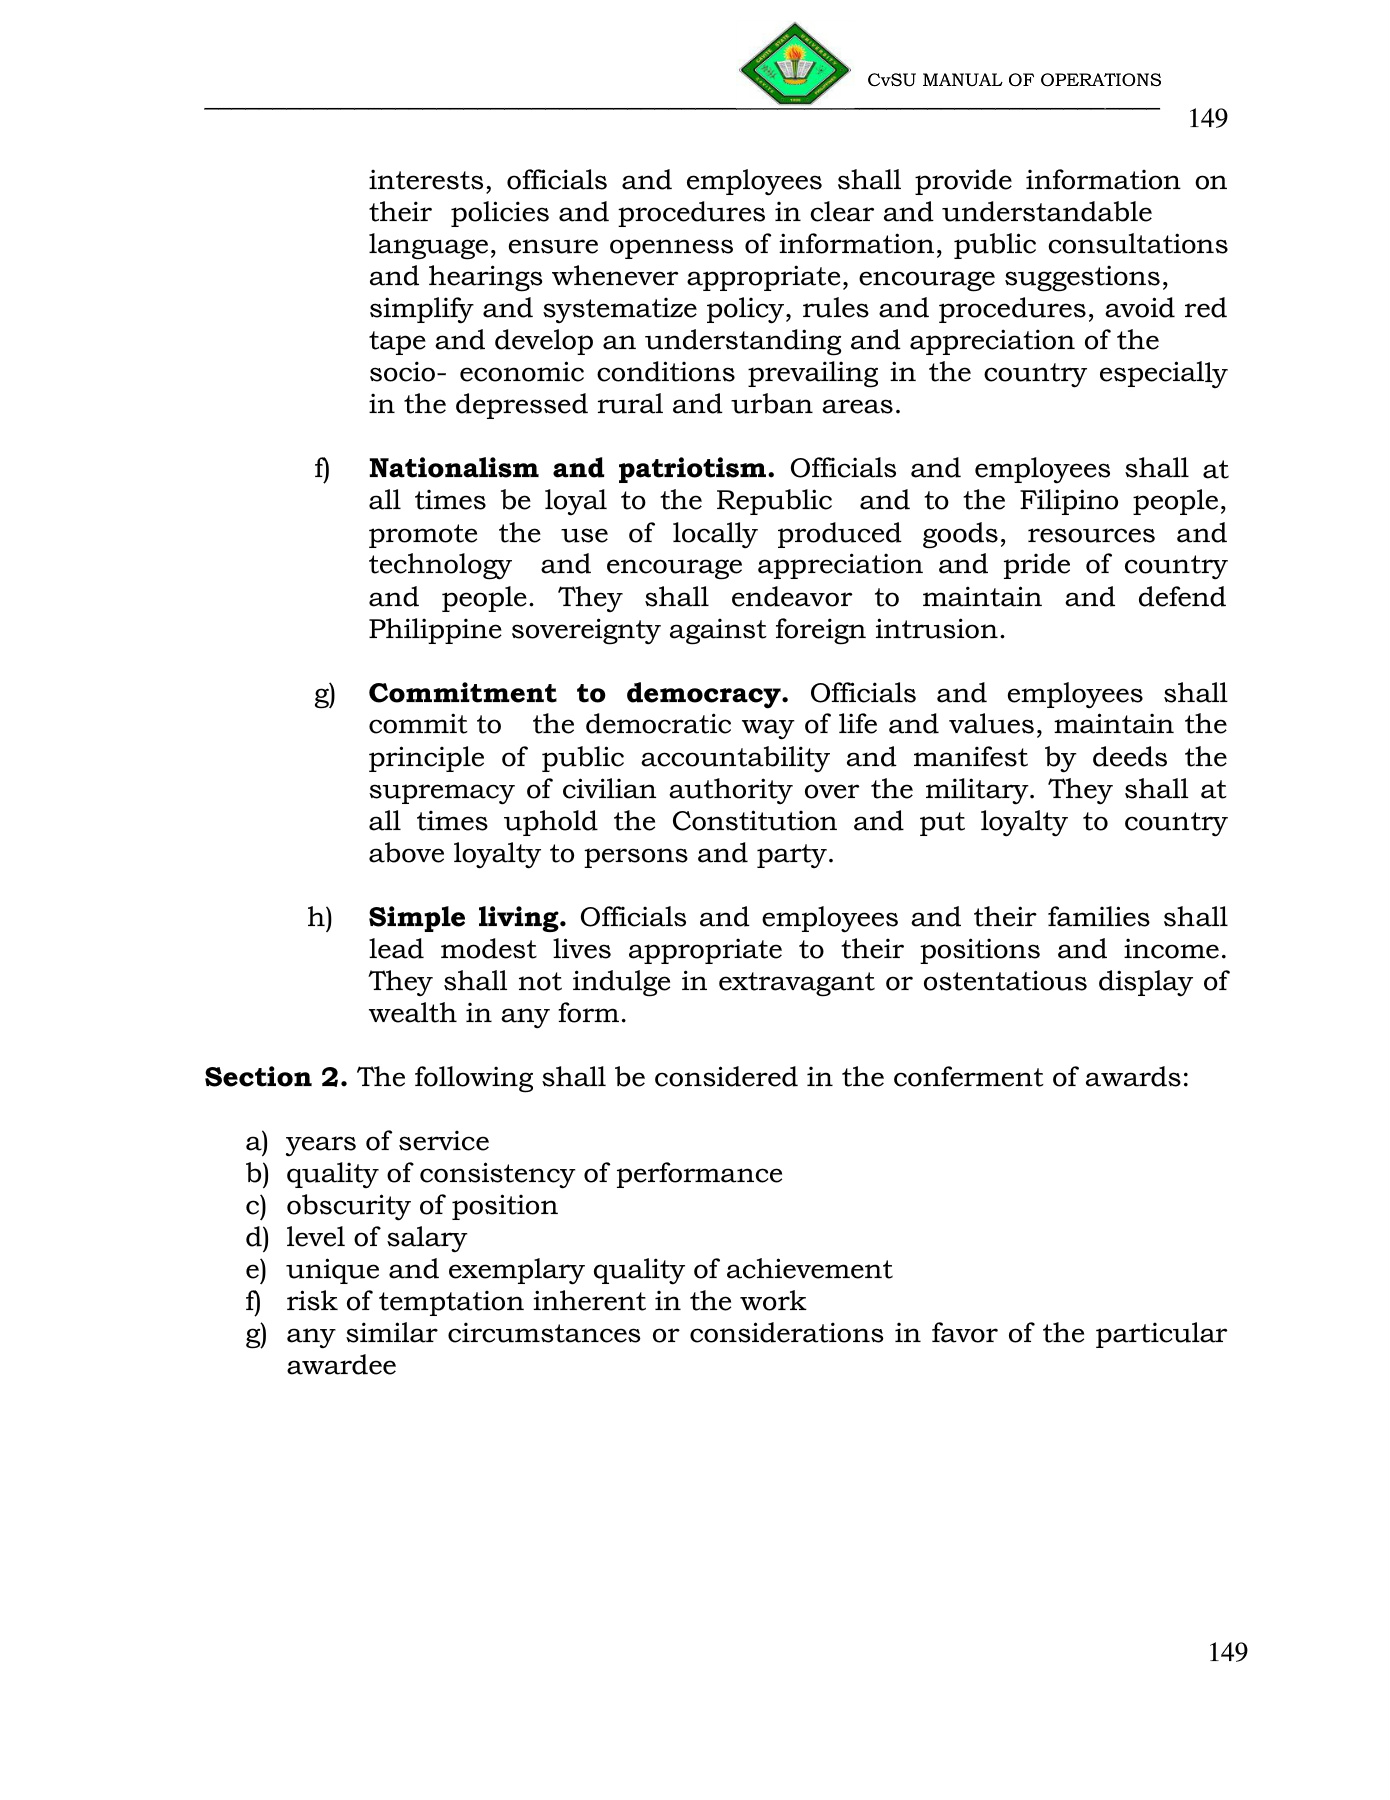 CvSU MANUAL OF OPERATIONS
149
interests, officials and employees shall provide information on
their policies and procedures in clear and understandable
language, ensure openness of information, public consultations
and hearings whenever appropriate, encourage suggestions,
simplify and systematize policy, rules and procedures, avoid red
tape and develop an understanding and appreciation of the
socio- economic conditions prevailing in the country especially
in the depressed rural and urban areas.
f) Nationalism and patriotism. Officials and employees shall at
all times be loyal to the Republic and to the Filipino people,
promote the use of locally produced goods, resources and
technology and encourage appreciation and pride of country
and people. They shall endeavor to maintain and defend
Philippine sovereignty against foreign intrusion.
g) Commitment to democracy. Officials and employees shall
commit to the democratic way of life and values, maintain the
principle of public accountability and manifest by deeds the
supremacy of civilian authority over the military. They shall at
all times uphold the Constitution and put loyalty to country
above loyalty to persons and party.
h) Simple living. Officials and employees and their families shall
lead modest lives appropriate to their positions and income.
They shall not indulge in extravagant or ostentatious display of
wealth in any form.
Section 2. The following shall be considered in the conferment of awards:
a) years of service
b) quality of consistency of performance
c) obscurity of position
d) level of salary
e) unique and exemplary quality of achievement
f) risk of temptation inherent in the work
g) any similar circumstances or considerations in favor of the particular
awardee
149